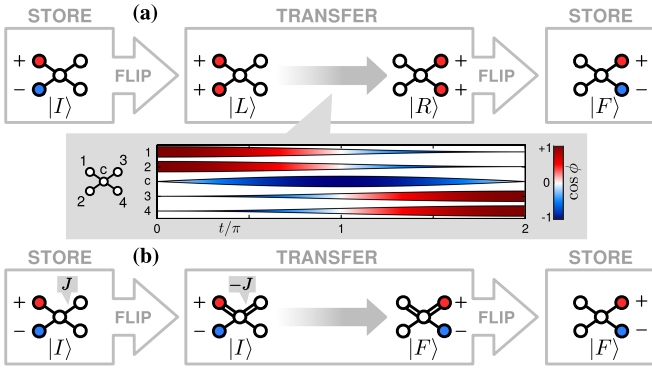 STORE (a) TRANSFER STORE
+ + + +
− FLIP + + FLIP −
|I⟩ |L⟩ |R⟩ |F⟩
1 3 1 +1
c 2 cos ϕ
2 4 c 0
3
4 -1
0 t/π 1 2
STORE (b) TRANSFER STORE
J −J
+ + + +
− FLIP − − FLIP −
|I⟩ |I⟩ |F⟩ |F⟩